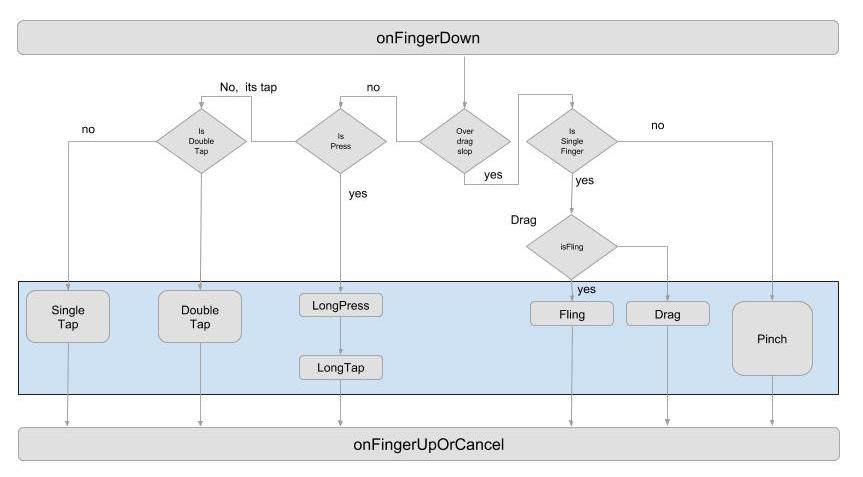 onFingerDown
No, its tap
no
no
no
Is
Double
Tap
Is
Press
Over
drag
slop
Is
Single
Finger
yes
yes
yes
Drag
isFling
yes
Single
Tap
Double
Tap
LongPress
Fling
Drag
Pinch
LongTap
onFingerUpOrCancel